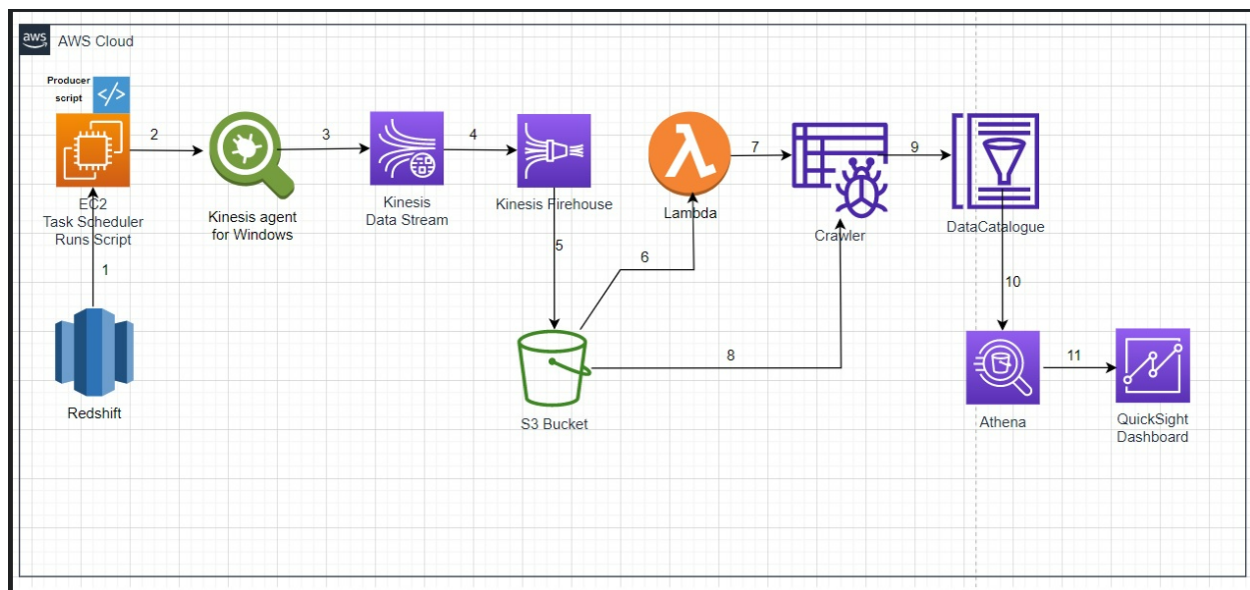 aws
AWS Cloud
Producer
script
</>
2
3
4
7
9
EC2
Task Scheduler
Runs Script
Kinesis agent
for Windows
Kinesis
Data Stream
Kinesis Firehouse
Lambda
Crawler
DataCatalogue
1
5
6
10
8
11
Redshift
S3 Bucket
Athena
QuickSight
Dashboard